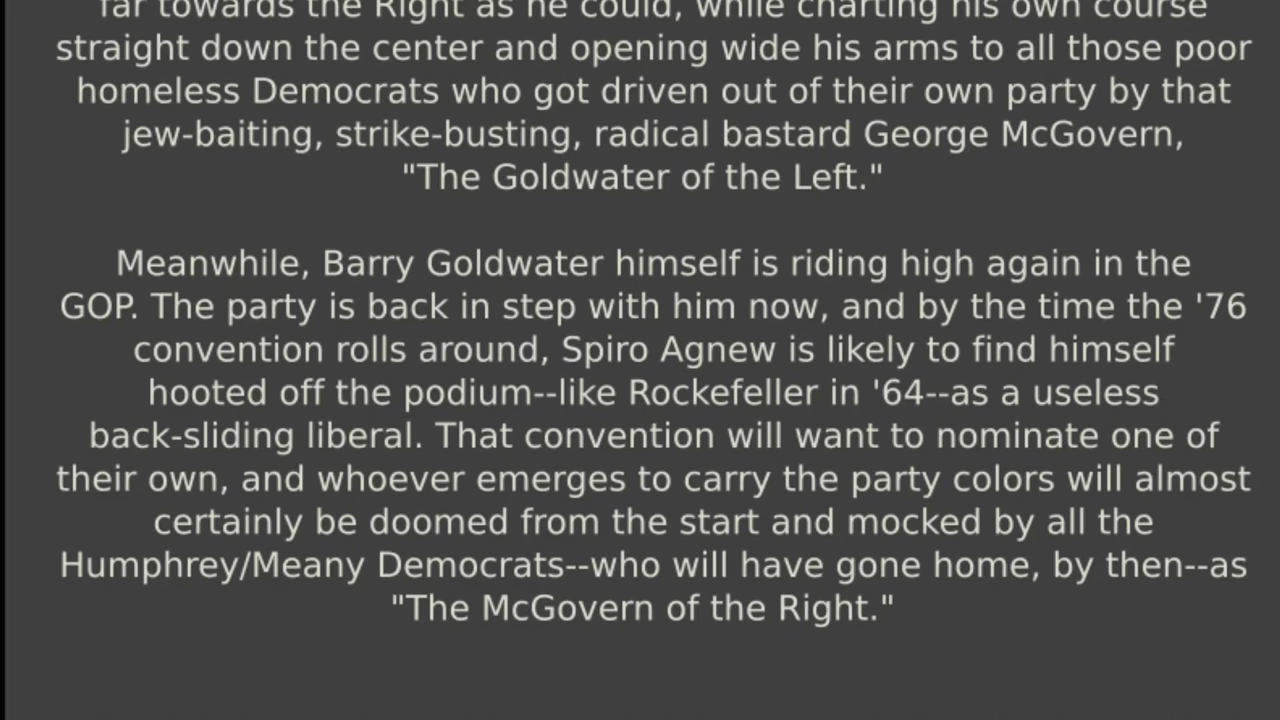 far towards the Right as he could, while charting his own course
straight down the center and opening wide his arms to all those poor
homeless Democrats who got driven out of their own party by that
jew-baiting, strike-busting, radical bastard George McGovern,
"The Goldwater of the Left."
Meanwhile, Barry Goldwater himself is riding high again in the
GOP. The party is back in step with him now, and by the time the '76
convention rolls around, Spiro Agnew is likely to find himself
hooted off the podium--like Rockefeller in '64--as a useless
back-sliding liberal. That convention will want to nominate one of
their own, and whoever emerges to carry the party colors will almost
certainly be doomed from the start and mocked by all the
Humphrey/Meany Democrats--who will have gone home, by then--as
"The McGovern of the Right."